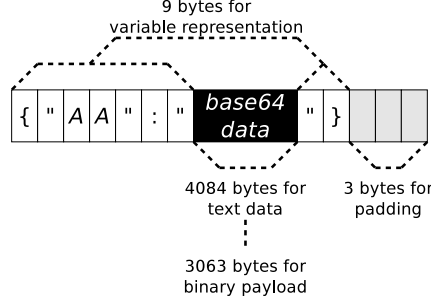 9 bytes for
variable representation
{ " A A " : " base64 data " }
4084 bytes for
text data
3 bytes for
padding
3063 bytes for
binary payload